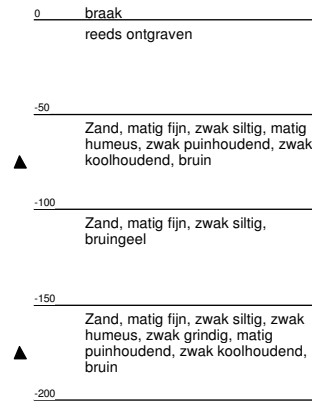 0 braak
reeds ontgraven
-50
Zand, matig fijn, zwak siltig, matig
humeus, zwak puinhoudend, zwak
koolhoudend, bruin
-100
Zand, matig fijn, zwak siltig,
bruingeel
-150
Zand, matig fijn, zwak siltig, zwak
humeus, zwak grindig, matig
puinhoudend, zwak koolhoudend,
bruin
-200